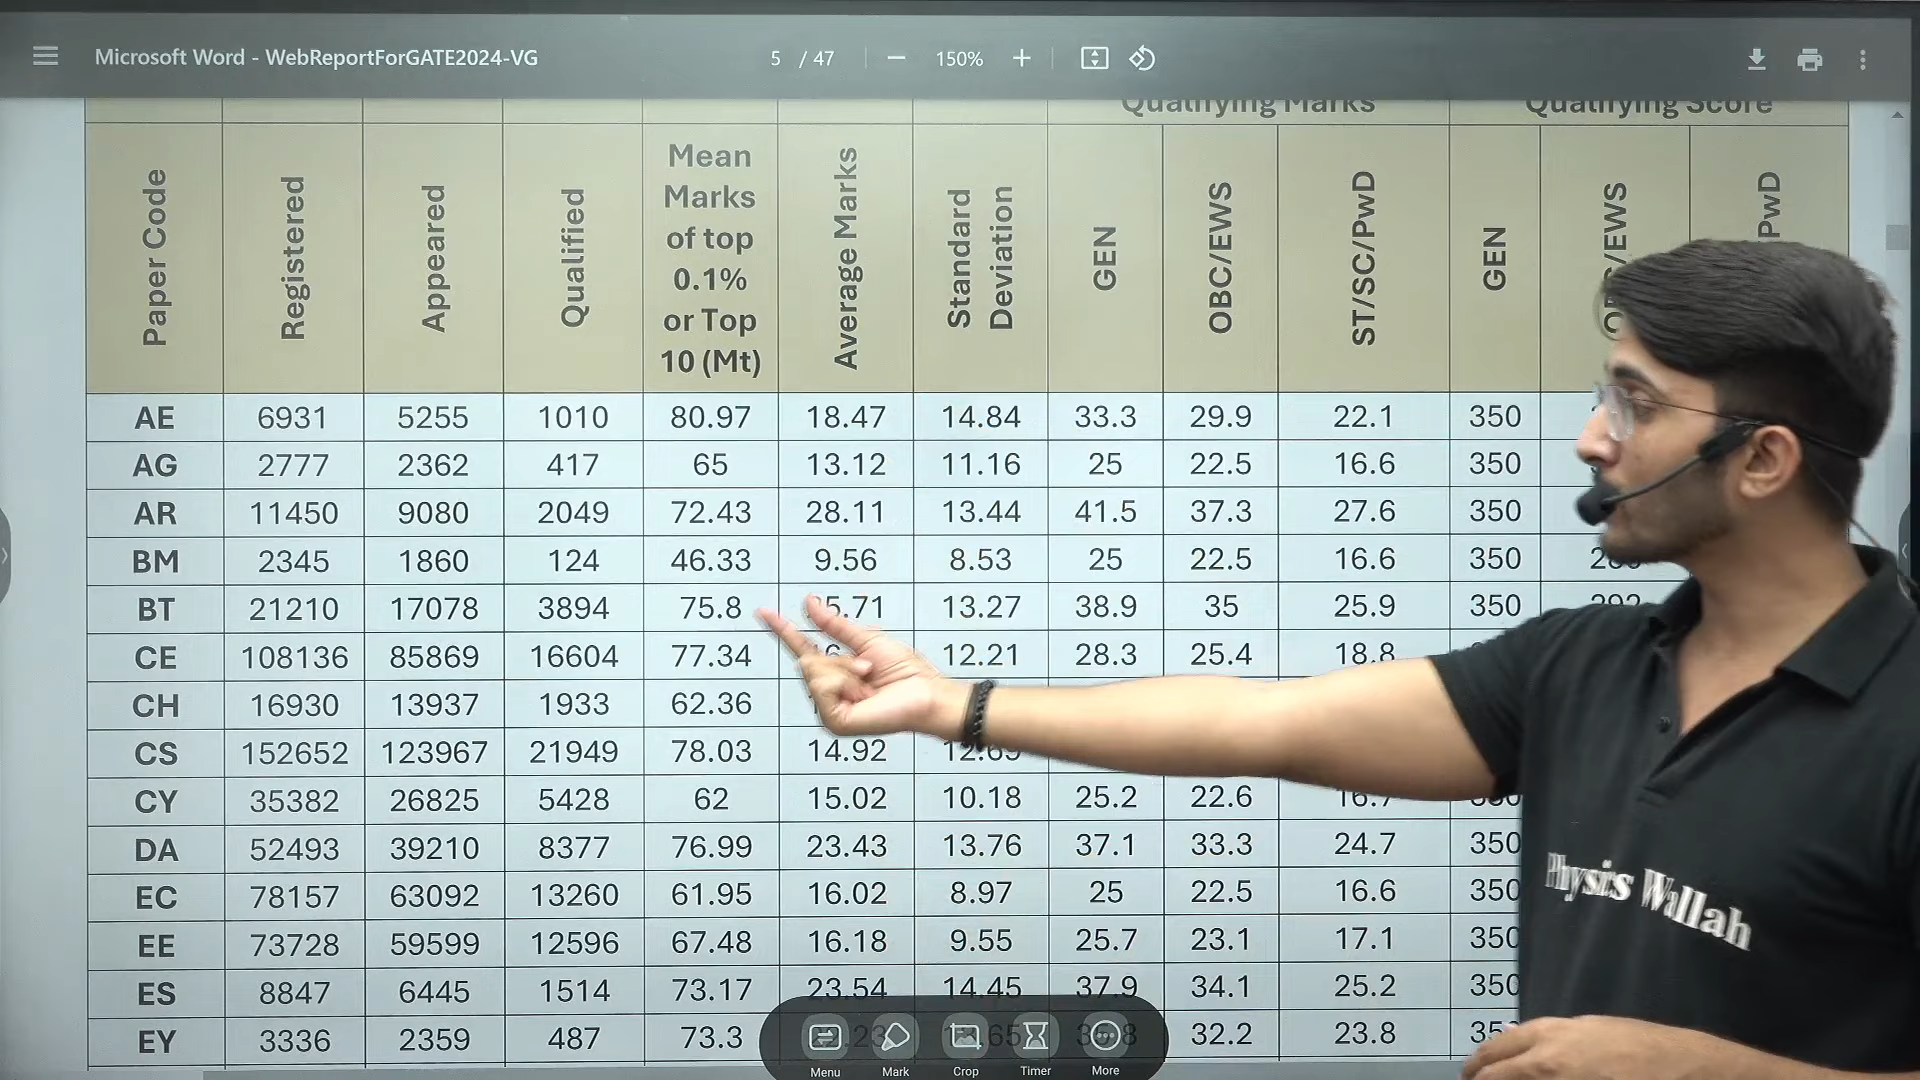 Microsoft Word - WebReportForGATE2024-VG 5 / 47 150%
Qualifying Marks Qualifying Score
Paper Code Registered Appeared Qualified Mean Marks of top 0.1% or Top 10 (Mt) Average Marks Standard Deviation GEN OBC/EWS ST/SC/PwD GEN
AE 6931 5255 1010 80.97 18.47 14.84 33.3 29.9 22.1 350
AG 2777 2362 417 65 13.12 11.16 25 22.5 16.6 350
AR 11450 9080 2049 72.43 28.11 13.44 41.5 37.3 27.6 350
BM 2345 1860 124 46.33 9.56 8.53 25 22.5 16.6 350
BT 21210 17078 3894 75.8 13.27 38.9 35 25.9 350
CE 108136 85869 16604 77.34 12.21 28.3 25.4 18.8
CH 16930 13937 1933 62.36
CS 152652 123967 21949 78.03 14.92
CY 35382 26825 5428 62 15.02 10.18 25.2 22.6
DA 52493 39210 8377 76.99 23.43 13.76 37.1 33.3 24.7 350
EC 78157 63092 13260 61.95 16.02 8.97 25 22.5 16.6 350
EE 73728 59599 12596 67.48 16.18 9.55 25.7 23.1 17.1 350
ES 8847 6445 1514 73.17 23.54 14.45 37.9 34.1 25.2 350
EY 3336 2359 487 73.3 32.2 23.8
Physics Wallah
Menu Mark Crop Timer More